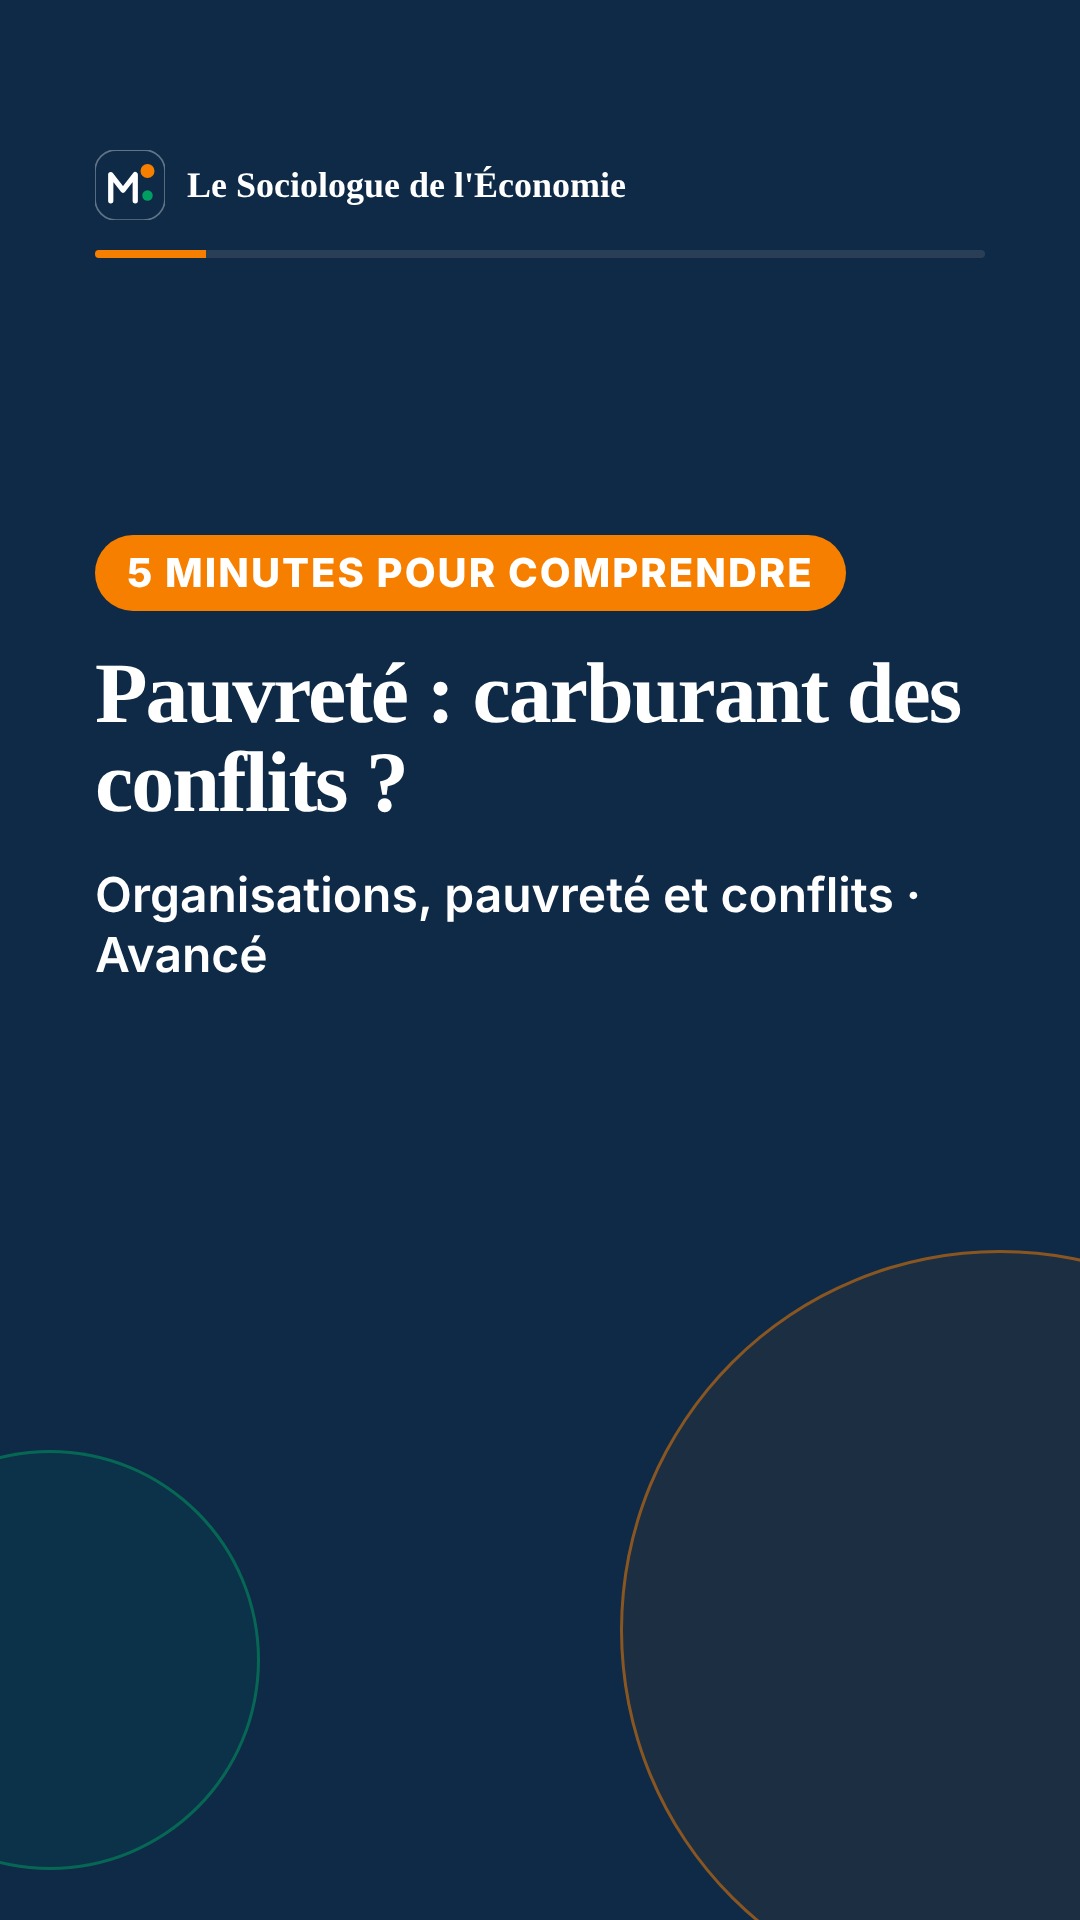 M
Le Sociologue de l'Économie
5 MINUTES POUR COMPRENDRE
Pauvreté : carburant des
conflits ?
Organisations, pauvreté et conflits ·
Avancé